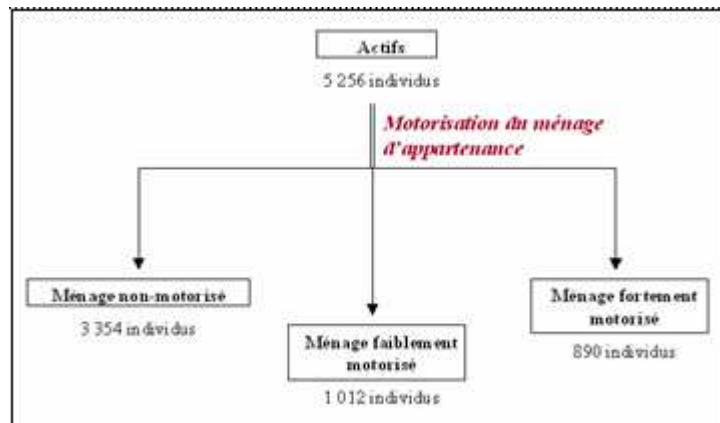 Actifs
5 256 individus
Motorisation du ménage
d'appartenance
Ménage non-motorisé
3 354 individus
Ménage faiblement
motorisé
1 012 individus
Ménage fortement
motorisé
890 individus